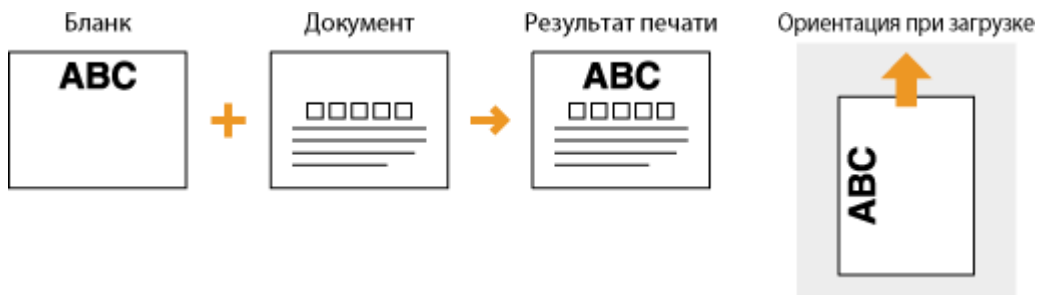 Бланк
Документ
Результат печати
Ориентация при загрузке
ABC
ABC
ABC